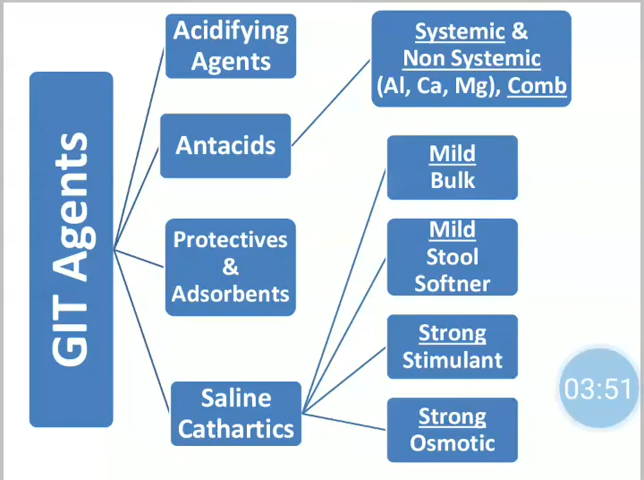 GIT Agents
Acidifying
Agents
Antacids
Protectives
&
Adsorbents
Saline
Cathartics
Systemic &
Non Systemic
(Al, Ca, Mg), Comb
Mild
Bulk
Mild
Stool
Softner
Strong
Stimulant
Strong
Osmotic
03:51